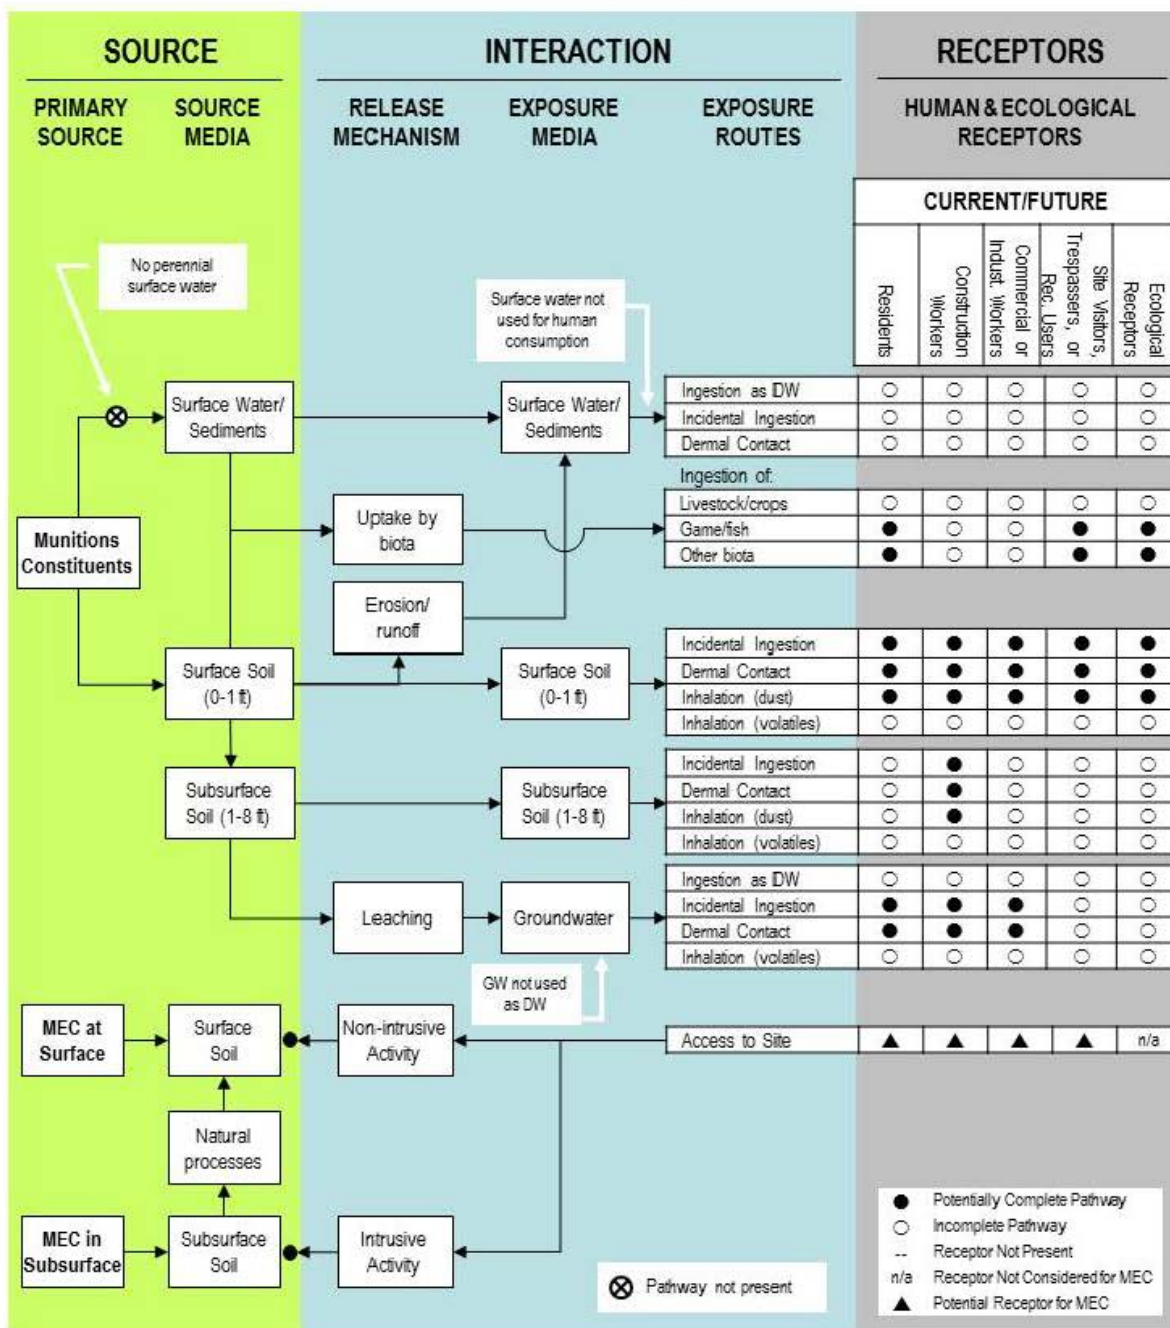 SOURCE
INTERACTION
RECEPTORS
PRIMARY
SOURCE
SOURCE
MEDIA
RELEASE
MECHANISM
EXPOSURE
MEDIA
EXPOSURE
ROUTES
HUMAN & ECOLOGICAL
RECEPTORS
CURRENT/FUTURE
Residents
Construction
Workers
Commercial or
Indust. Workers
Site Visitors,
Trespassers, or
Rec. Users
Ecological
Receptors
No perennial
surface water
Surface water not
used for human
consumption
Surface Water/
Sediments
Surface Water/
Sediments
Ingestion as DW
Incidental Ingestion
Dermal Contact
Ingestion of:
Livestock/crops
Game/fish
Other biota
Munitions
Constituents
Uptake by
biota
Erosion/
runoff
Surface Soil
(0-1 ft)
Surface Soil
(0-1 ft)
Incidental Ingestion
Dermal Contact
Inhalation (dust)
Inhalation (volatiles)
Subsurface
Soil (1-8 ft)
Subsurface
Soil (1-8 ft)
Incidental Ingestion
Dermal Contact
Inhalation (dust)
Inhalation (volatiles)
Leaching
Groundwater
Ingestion as DW
Incidental Ingestion
Dermal Contact
Inhalation (volatiles)
GW not used
as DW
MEC at
Surface
Surface
Soil
Non-intrusive
Activity
Access to Site
n/a
Natural
processes
MEC in
Subsurface
Subsurface
Soil
Intrusive
Activity
Pathway not present
Potentially Complete Pathway
Incomplete Pathway
-- Receptor Not Present
n/a Receptor Not Considered for MEC
Potential Receptor for MEC